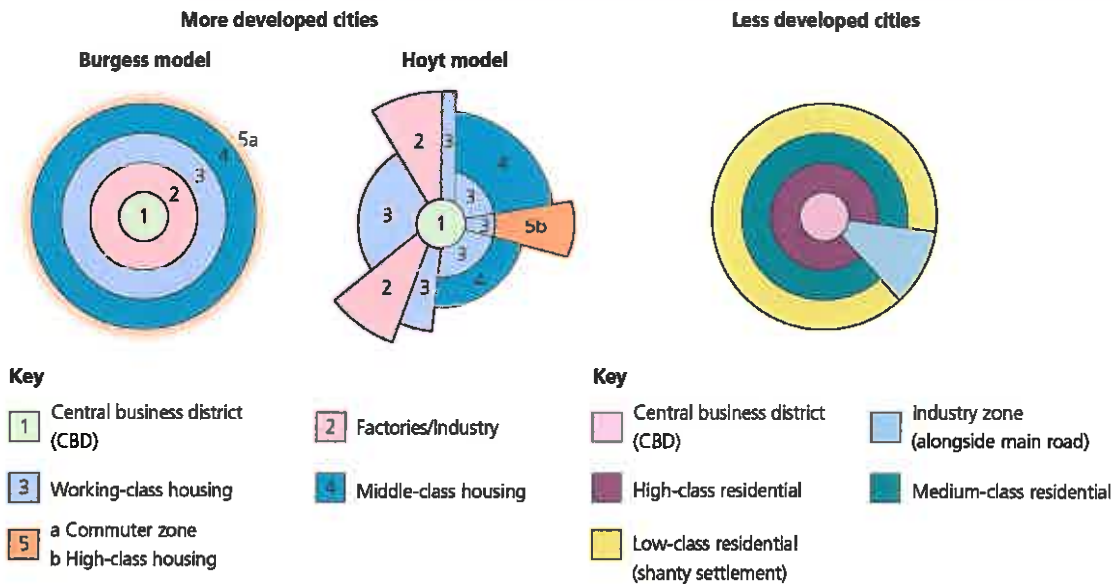 More developed cities
Less developed cities
Burgess model
Hoyt model
1
2
3
4
5a
1
2
3
4
3
3
5b
3
3
4
2
3
Key
1 Central business district
(CBD)
2 Factories/Industry
3 Working-class housing
4 Middle-class housing
5 a Commuter zone
b High-class housing
Key
Central business district
(CBD)
Industry zone
(alongside main road)
High-class residential
Medium-class residential
Low-class residential
(shanty settlement)